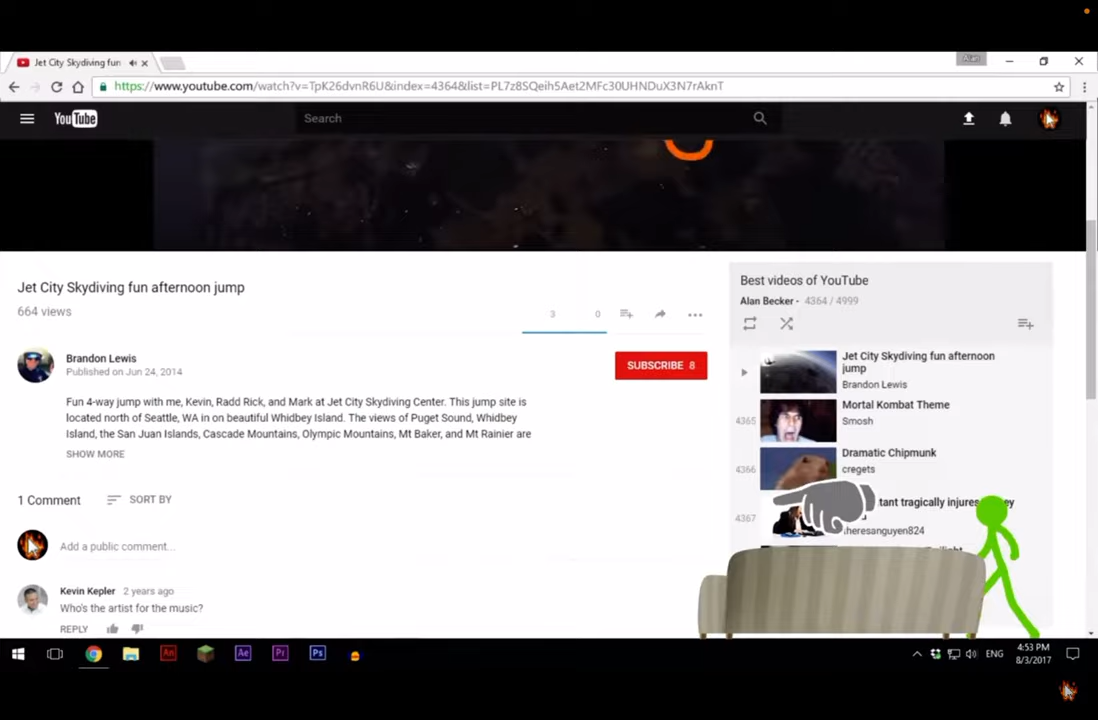 Jet City Skydiving fun
Alan
https://www.youtube.com/watch?v=TpK26dvnR6U&index=4364&list=PL7z8SQeih5Aet2MFc30UHNDuX3N7rAknT
YouTube
Search
Jet City Skydiving fun afternoon jump
664 views
3 0
Brandon Lewis
Published on Jun 24, 2014
SUBSCRIBE 8
Fun 4-way jump with me, Kevin, Radd Rick, and Mark at Jet City Skydiving Center. This jump site is
located north of Seattle, WA in on beautiful Whidbey Island. The views of Puget Sound, Whidbey
Island, the San Juan Islands, Cascade Mountains, Olympic Mountains, Mt Baker, and Mt Rainier are
SHOW MORE
1 Comment
SORT BY
Add a public comment...
Kevin Kepler 2 years ago
Who's the artist for the music?
REPLY
Best videos of YouTube
Alan Becker - 4364 / 4999
Jet City Skydiving fun afternoon
jump
Brandon Lewis
4365
Mortal Kombat Theme
Smosh
4366
Dramatic Chipmunk
cregets
4367
tant tragically injures
theresanguyen824
An
Ae
Pr
Ps
ENG
4:53 PM
8/3/2017